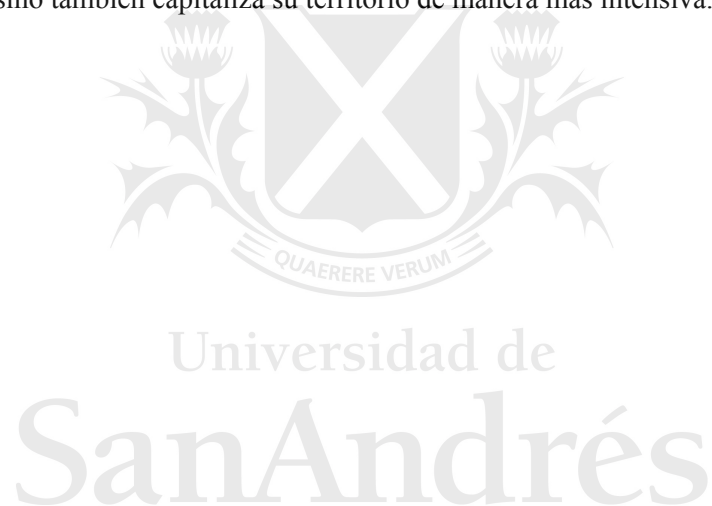 sino también capitaliza su territorio de manera más intensiva.
QUAERERE VERUM
Universidad de
SanAndrés